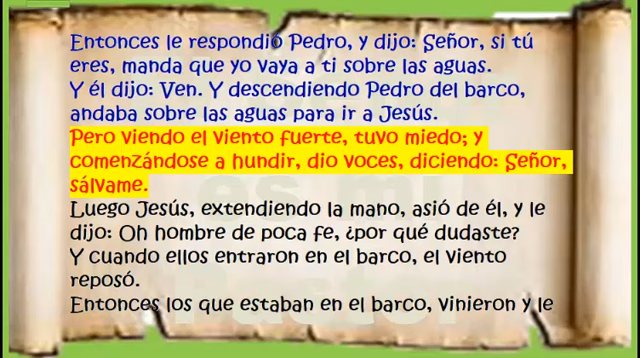 Entonces le respondió Pedro, y dijo: Señor, si tú
eres, manda que yo vaya a ti sobre las aguas.
Y él dijo: Ven. Y descendiendo Pedro del barco,
andaba sobre las aguas para ir a Jesús.
Pero viendo el viento fuerte, tuvo miedo; y
comenzándose a hundir, dio voces, diciendo: Señor,
sálvame.
Luego Jesús, extendiendo la mano, asió de él, y le
dijo: Oh hombre de poca fe, ¿por qué dudaste?
Y cuando ellos entraron en el barco, el viento
reposó.
Entonces los que estaban en el barco, vinieron y le